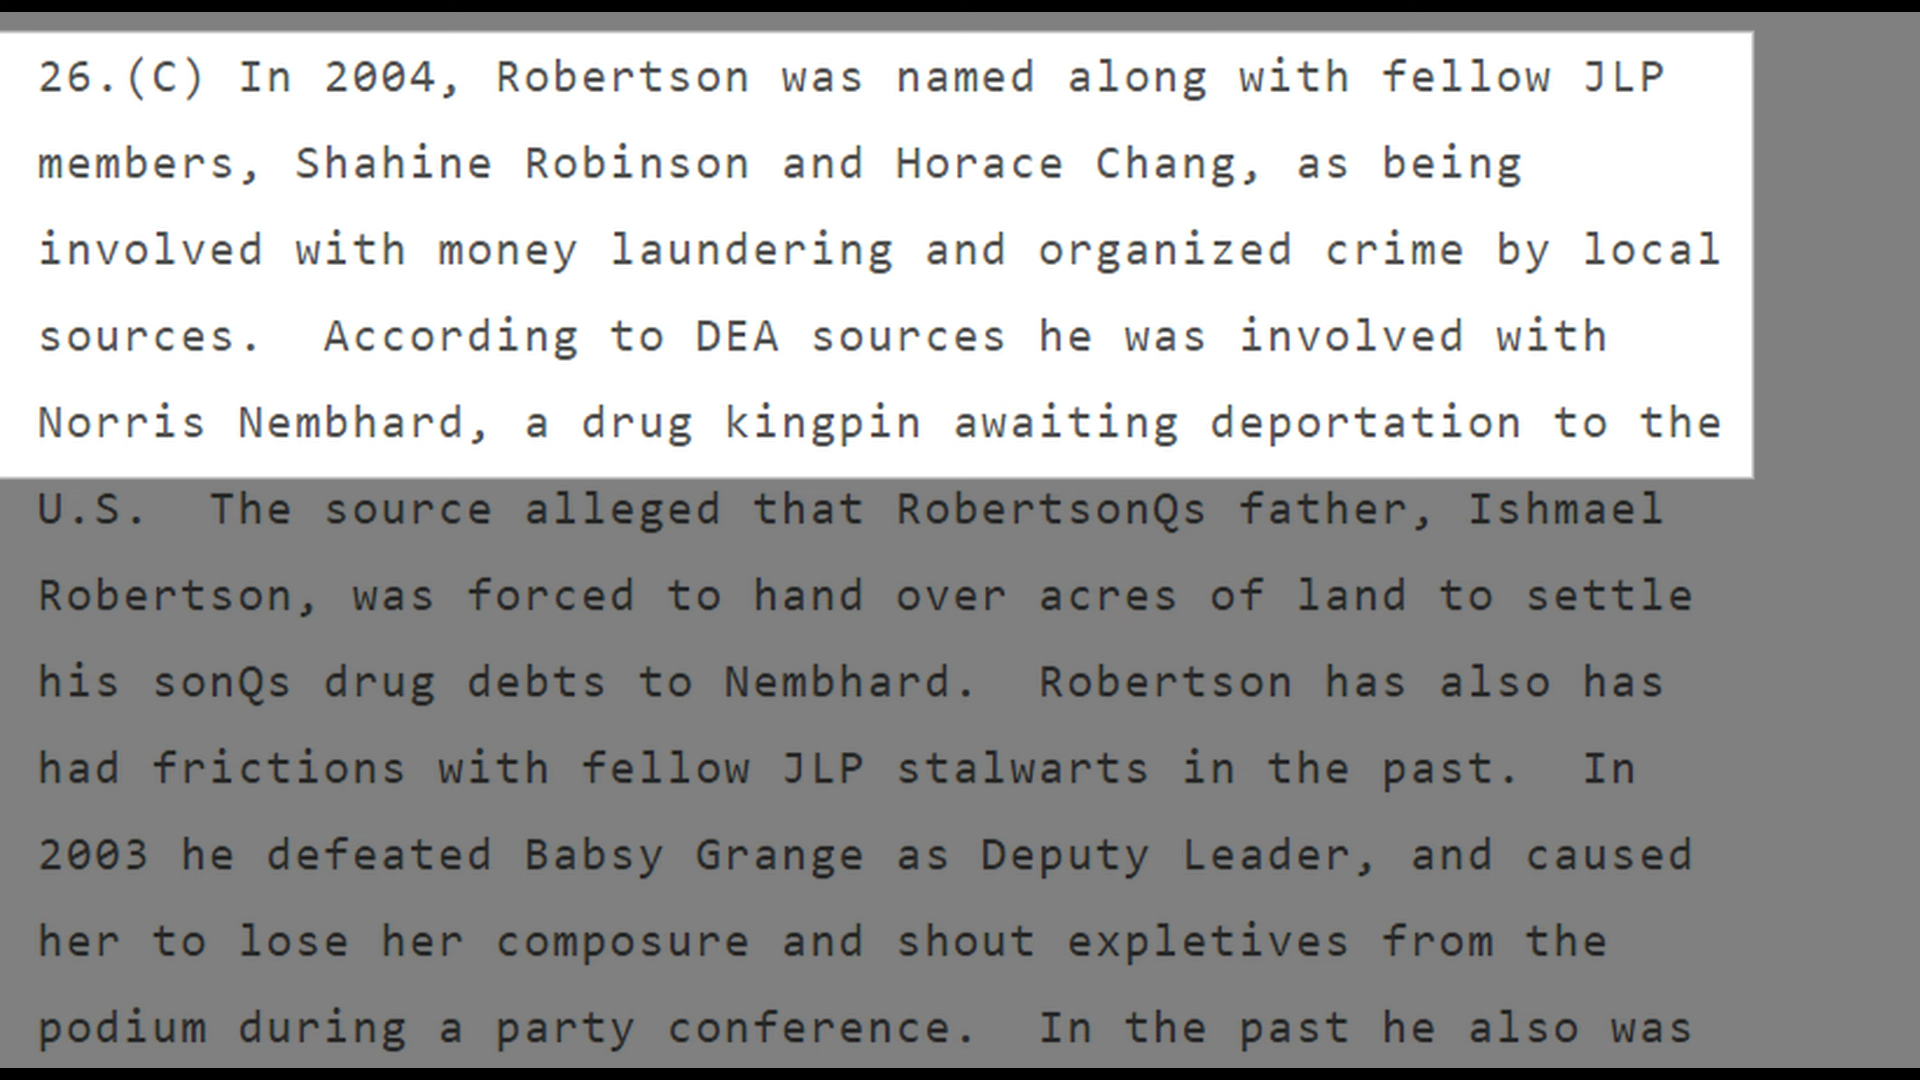 26.(C) In 2004, Robertson was named along with fellow JLP
members, Shahine Robinson and Horace Chang, as being
involved with money laundering and organized crime by local
sources.  According to DEA sources he was involved with
Norris Nembhard, a drug kingpin awaiting deportation to the
U.S.  The source alleged that RobertsonQs father, Ishmael
Robertson, was forced to hand over acres of land to settle
his sonQs drug debts to Nembhard.  Robertson has also has
had frictions with fellow JLP stalwarts in the past.  In
2003 he defeated Babsy Grange as Deputy Leader, and caused
her to lose her composure and shout expletives from the
podium during a party conference.  In the past he also was